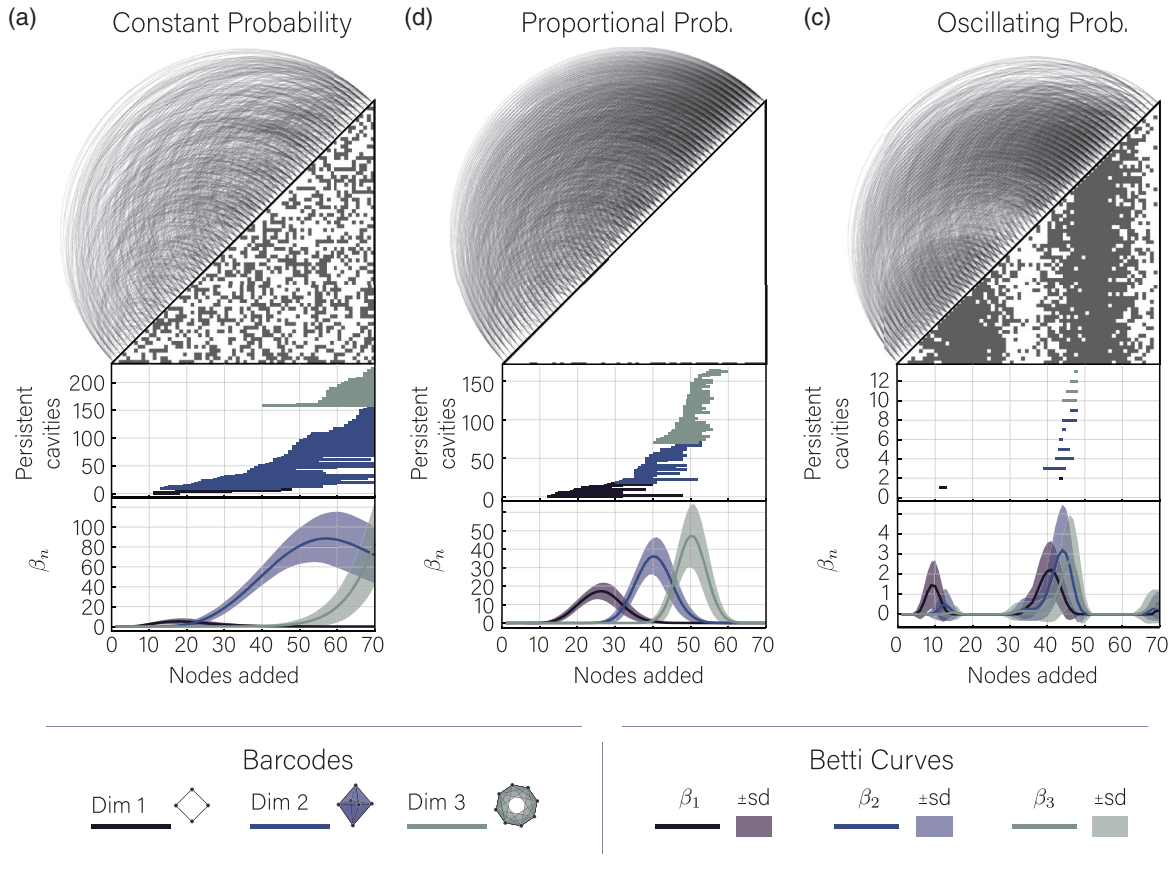 (a) Constant Probability
(d) Proportional Prob.
(c) Oscillating Prob.
Persistent cavities
200
150
100
50
0
Persistent cavities
150
100
50
0
Persistent cavities
12
10
8
6
4
2
0
βn
100
80
60
40
20
0
βn
50
40
30
20
10
0
βn
4
3
2
1
0
0 10 20 30 40 50 60 70
0 10 20 30 40 50 60 70
0 10 20 30 40 50 60 70
Nodes added
Nodes added
Nodes added
Barcodes
Dim 1
Dim 2
Dim 3
Betti Curves
β1 ±sd
β2 ±sd
β3 ±sd